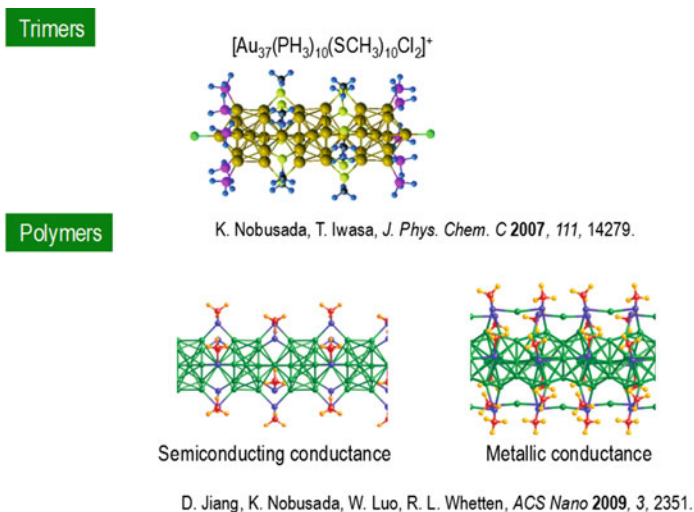 Trimers
[Au37(PH3)10(SCH3)10Cl2]+
K. Nobusada, T. Iwasa, J. Phys. Chem. C 2007, 111, 14279.
Polymers
Semiconducting conductance
Metallic conductance
D. Jiang, K. Nobusada, W. Luo, R. L. Whetten, ACS Nano 2009, 3, 2351.